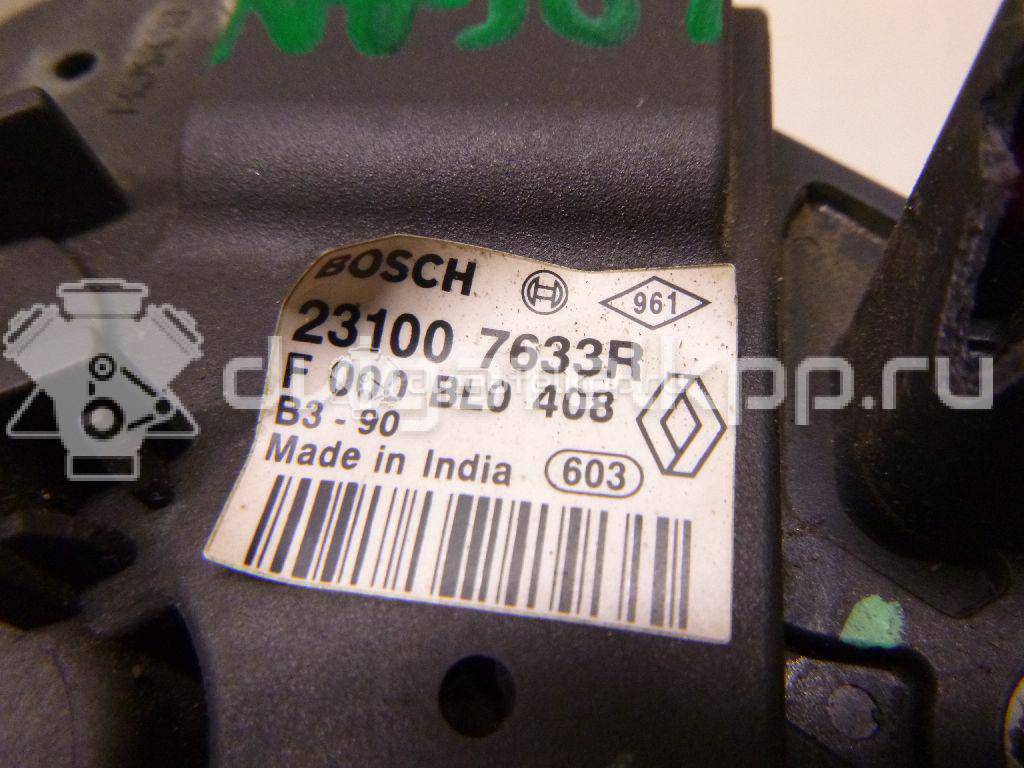 BOSCH
961
23100 7633R
F 000 BL0 408
B3 - 90
Made in India 603